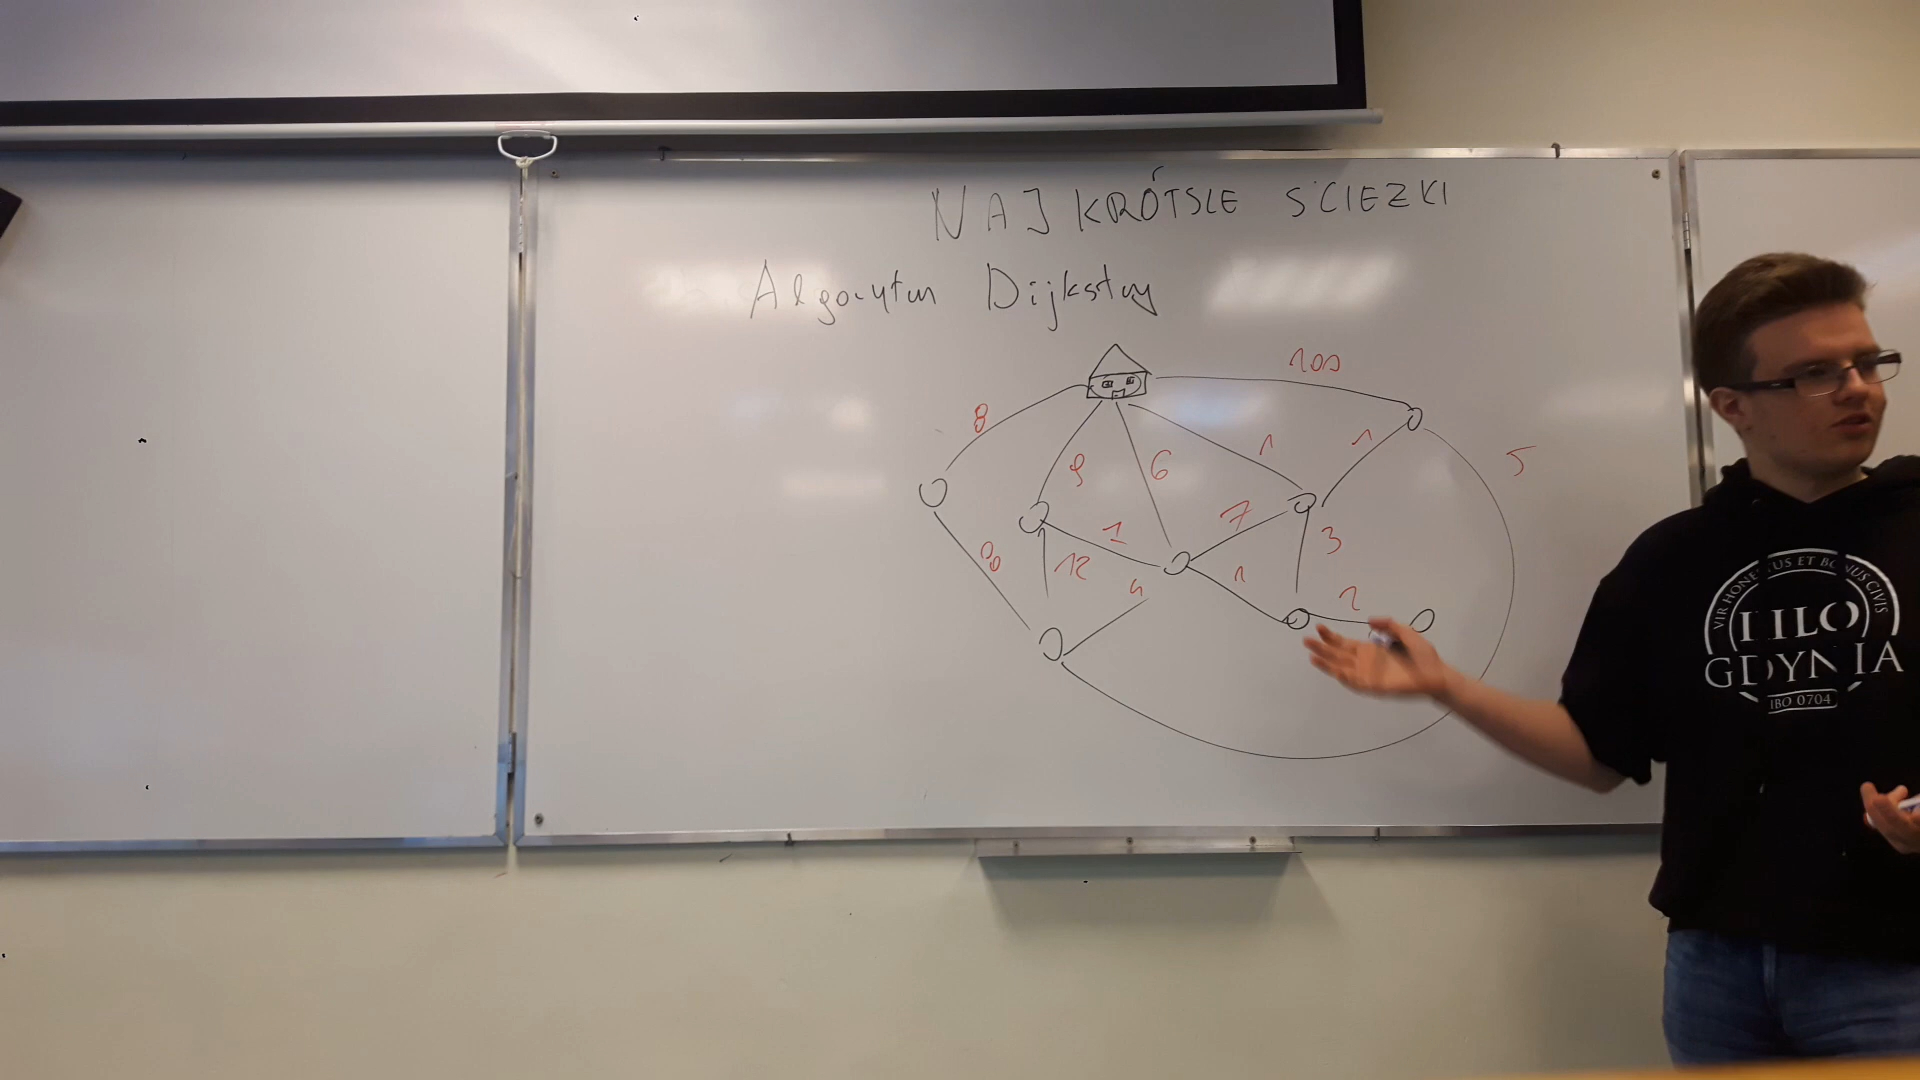 NAJKRÓTSZE ŚCIEZKI
Algorytm Dijkstry
100
8
9
6
1
1
5
7
3
1
12
8
4
1
2
VIR HONESTUS ET BONUS CIVIS
III LO
GDYNIA
IBO 0704